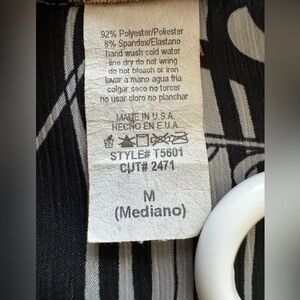 92% Polyester/Poliester
8% Spandex/Elastano
hand wash cold water
line dry do not wring
do not bleach or iron
lavar a mano agua fria
colgar seco no torcer
no usar cloro no planchar
MADE IN U.S.A.
HECHO EN E.U.A.
STYLE# T5601
CUT# 2471
M
(Mediano)